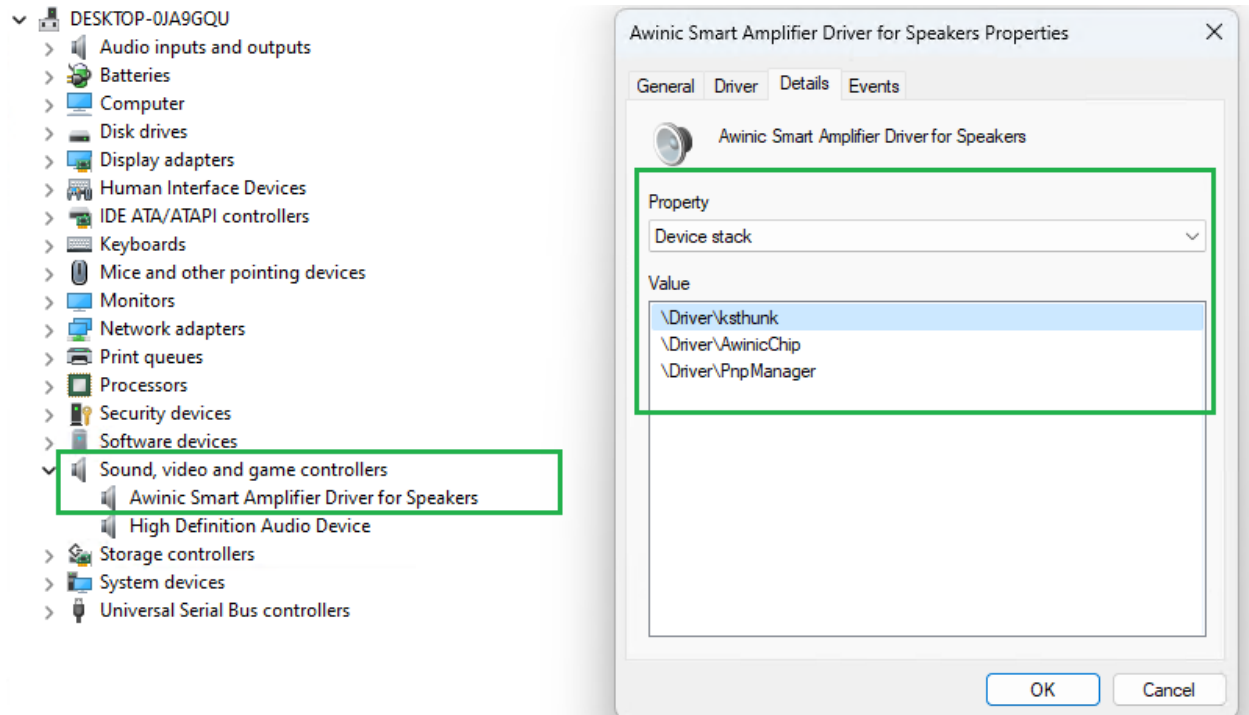 DESKTOP-0JA9GQU
Audio inputs and outputs
Batteries
Computer
Disk drives
Display adapters
Human Interface Devices
IDE ATA/ATAPI controllers
Keyboards
Mice and other pointing devices
Monitors
Network adapters
Print queues
Processors
Security devices
Software devices
Sound, video and game controllers
Awinic Smart Amplifier Driver for Speakers
High Definition Audio Device
Storage controllers
System devices
Universal Serial Bus controllers
Awinic Smart Amplifier Driver for Speakers Properties
General Driver Details Events
Awinic Smart Amplifier Driver for Speakers
Property
Device stack
Value
\Driver\ksthunk
\Driver\AwinicChip
\Driver\PnpManager
OK Cancel